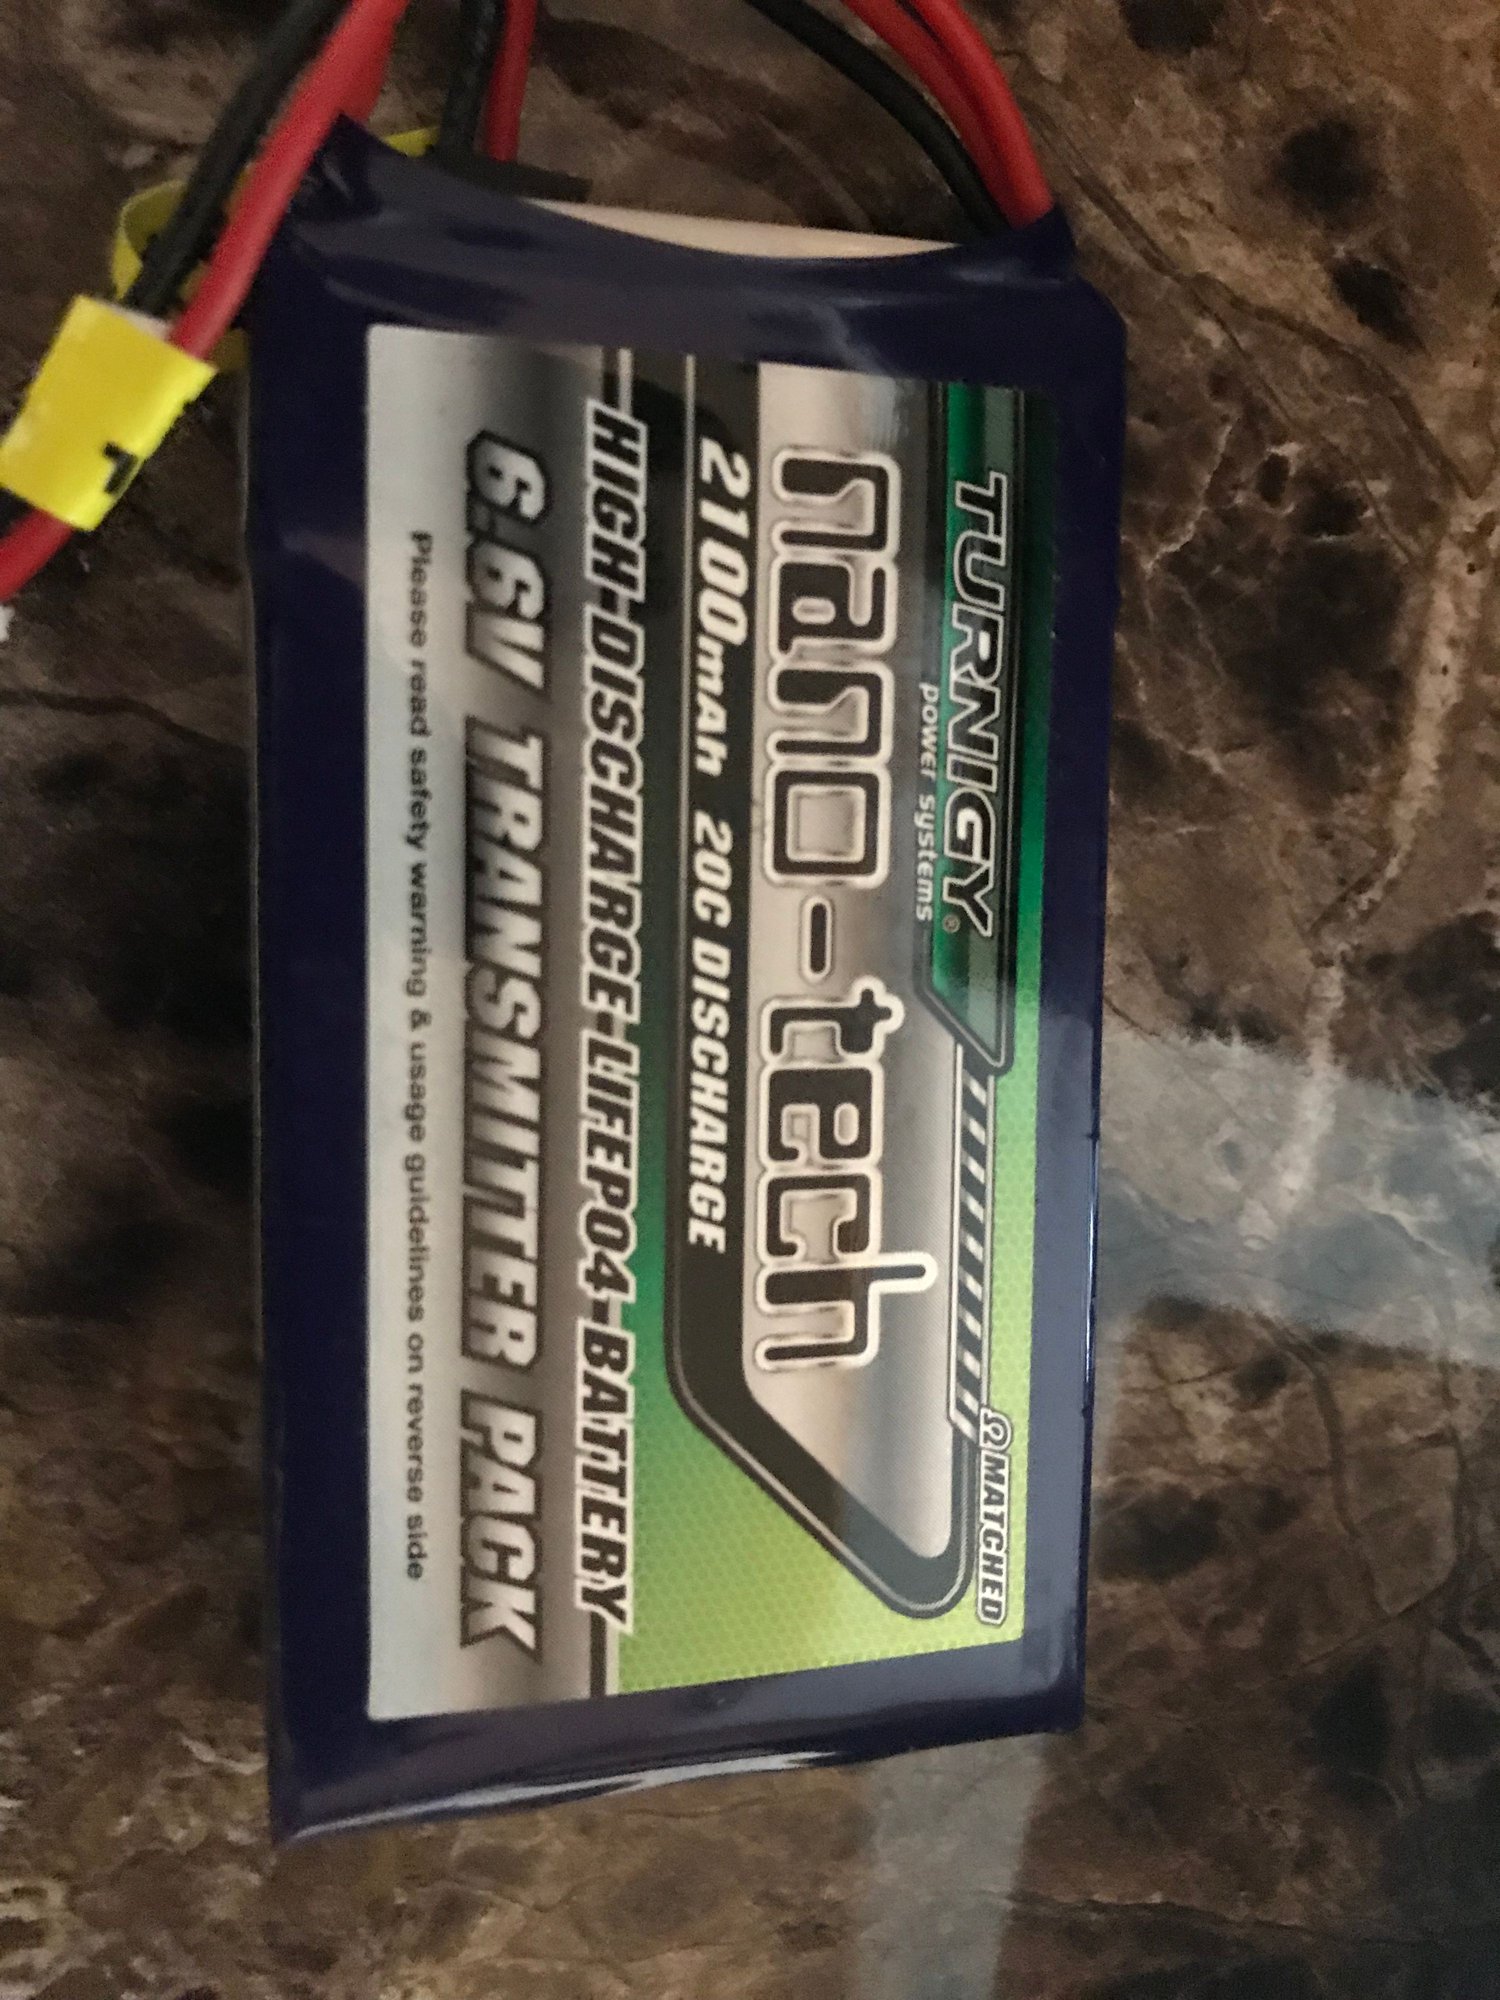 TURNIGY®
power systems
ΩMATCHED
nano-tech
2100mAh 20C DISCHARGE
HIGH-DISCHARGE-LIFEPO4-BATTERY
6.6V TRANSMITTER PACK
Please read safety warning & usage guidelines on reverse side